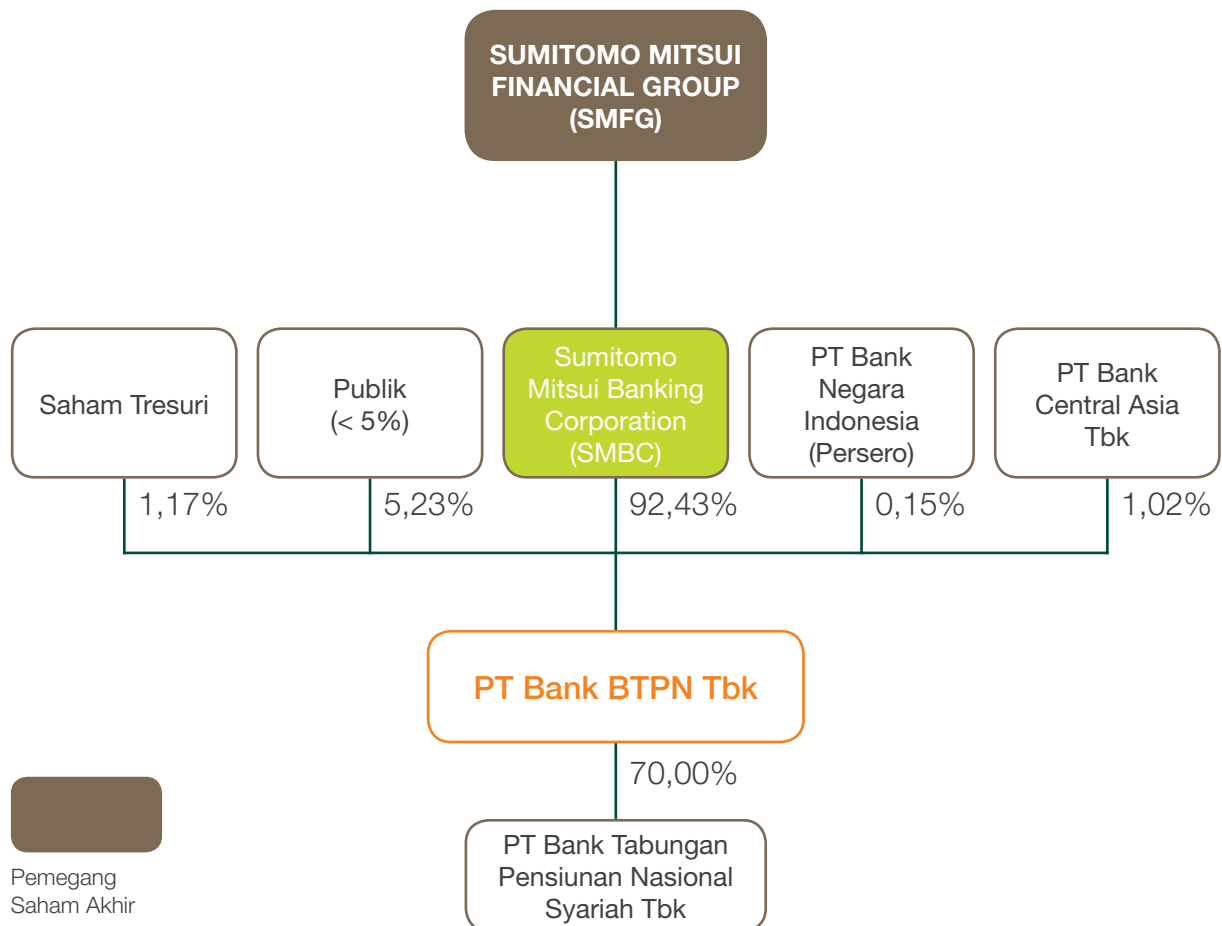 SUMITOMO MITSUI
FINANCIAL GROUP
(SMFG)
Saham Tresuri
Publik
(< 5%)
Sumitomo
Mitsui Banking
Corporation
(SMBC)
PT Bank
Negara
Indonesia
(Persero)
PT Bank
Central Asia
Tbk
1,17%
5,23%
92,43%
0,15%
1,02%
PT Bank BTPN Tbk
70,00%
PT Bank Tabungan
Pensiunan Nasional
Syariah Tbk
Pemegang
Saham Akhir